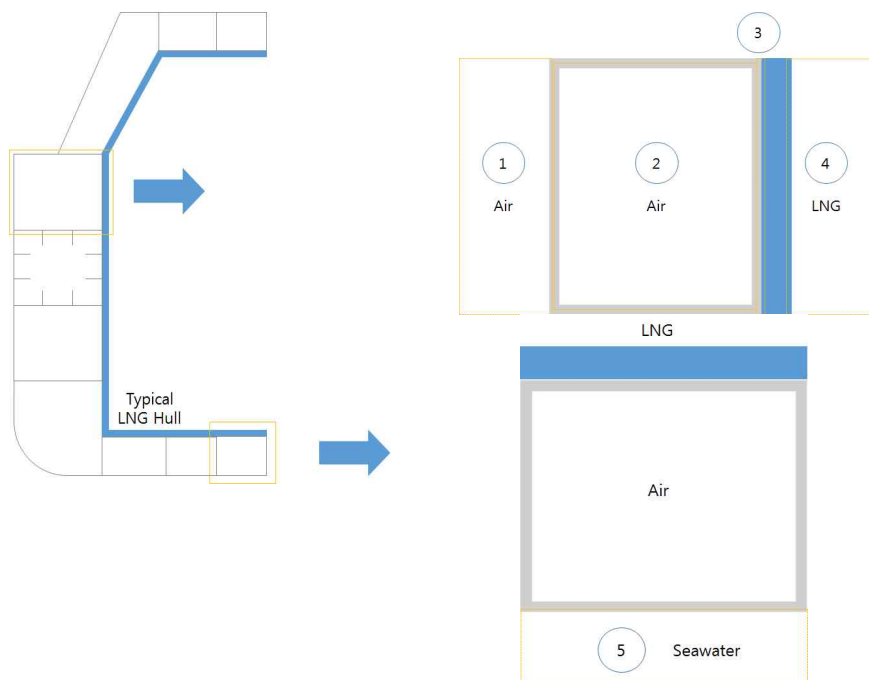 3
1
2
4
Air
Air
LNG
LNG
Typical
LNG Hull
Air
5
Seawater